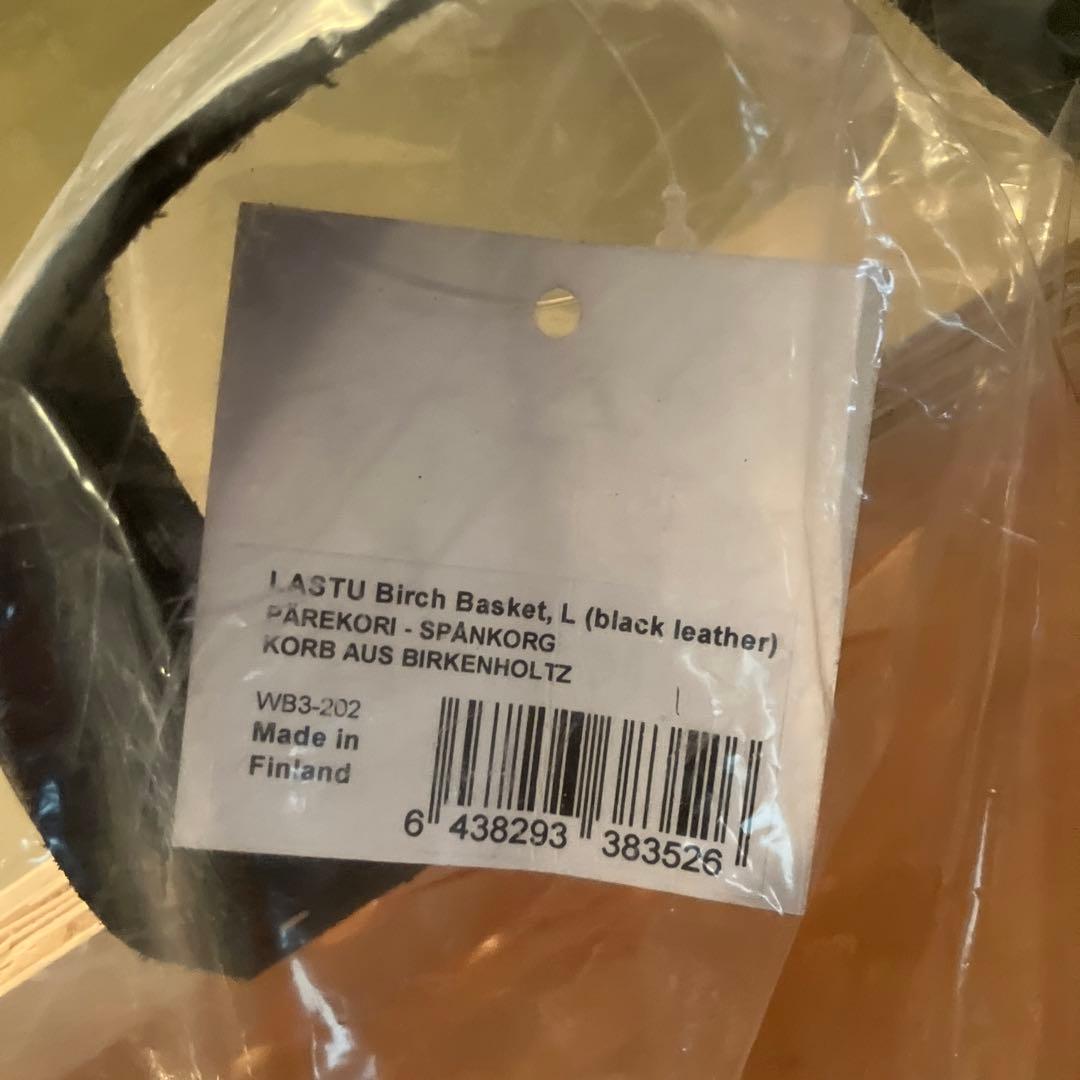 LASTU Birch Basket, L (black leather)
PÄREKORI - SPÅNKORG
KORB AUS BIRKENHOLTZ
WB3-202
Made in
Finland
6 438293 383526